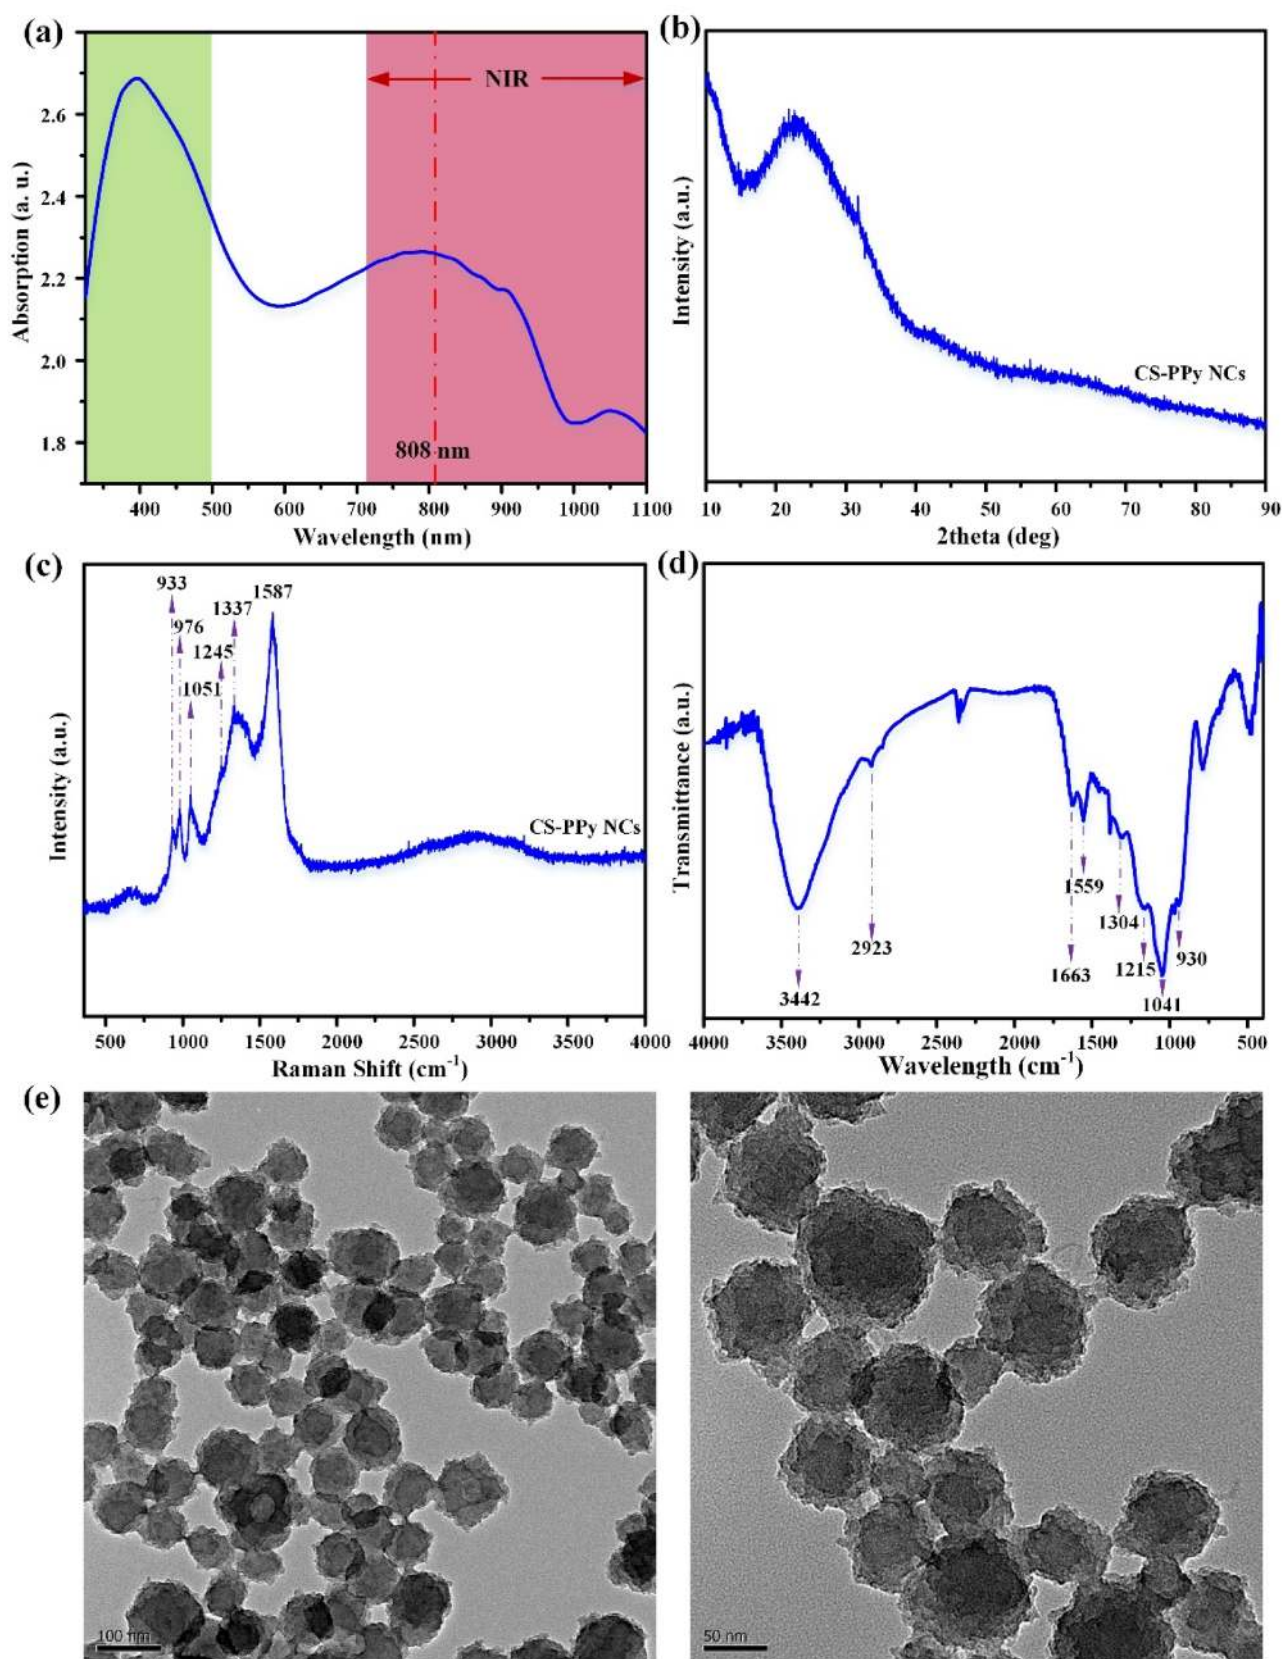 (a)
NIR
2.6
2.4
2.2
2.0
1.8
Absorption (a. u.)
808 nm
400 500 600 700 800 900 1000 1100
Wavelength (nm)
(b)
Intensity (a.u.)
CS-PPy NCs
10 20 30 40 50 60 70 80 90
2theta (deg)
(c)
933
976
1245
1051
1337
1587
Intensity (a.u.)
CS-PPy NCs
500 1000 1500 2000 2500 3000 3500 4000
Raman Shift (cm⁻¹)
(d)
Transmittance (a.u.)
3442
2923
1663
1559
1304
1215
1041
930
4000 3500 3000 2500 2000 1500 1000 500
Wavelength (cm⁻¹)
(e)
100 nm
50 nm